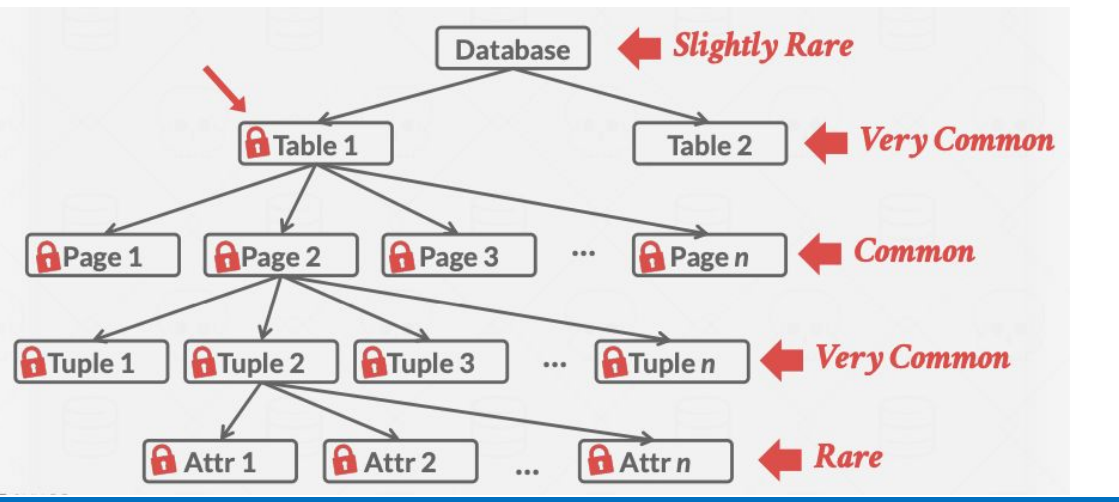 Database Slightly Rare
Table 1 Table 2 Very Common
Page 1 Page 2 Page 3 ... Page n Common
Tuple 1 Tuple 2 Tuple 3 ... Tuple n Very Common
Attr 1 Attr 2 ... Attr n Rare